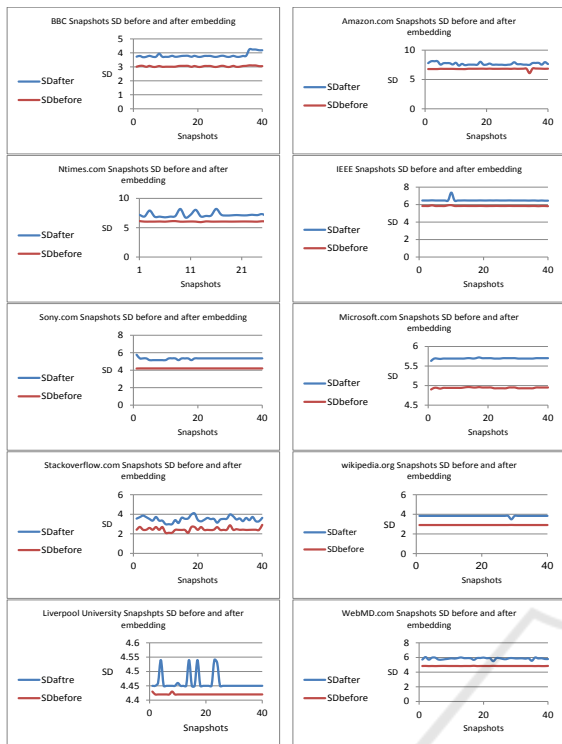 BBC Snapshots SD before and after embedding
5
4
3
2
1
0
SD
0
20
40
Snapshots
SDafter
SDbefore
Amazon.com Snapshots SD before and after
embedding
10
5
0
SD
0
20
40
Snapshots
SDafter
SDbefore
Ntimes.com Snapshots SD before and after
embedding
10
5
0
SD
1
11
21
Snapshots
SDafter
SDbefore
IEEE Snapshots SD before and after embedding
8
6
4
2
0
SD
0
20
40
Snapshots
SDafter
SDbefore
Sony.com Snapshots SD before and after embedding
8
6
4
2
0
SD
0
20
40
Snapshots
SDafter
SDbefore
Microsoft.com Snapshots SD before and after
embedding
6
5.5
5
4.5
SD
0
20
40
Snapshots
SDafter
SDbefore
Stackoverflow.com Snapshots SD before and after
embedding
6
4
2
0
SD
0
20
40
Snapshots
SDafter
SDbefore
wikipedia.org Snapshots SD before and after
embedding
6
4
2
0
SD
0
20
40
Snapshots
SDafter
SDbefore
Liverpool University Snapshpts SD before and after
embedding
4.6
4.55
4.5
4.45
4.4
SD
0
20
40
Snapshots
SDaftre
SDbefore
WebMD.com Snapshots SD before and after
embedding
8
6
4
2
0
SD
0
20
40
Snapshots
SDafter
SDbefore